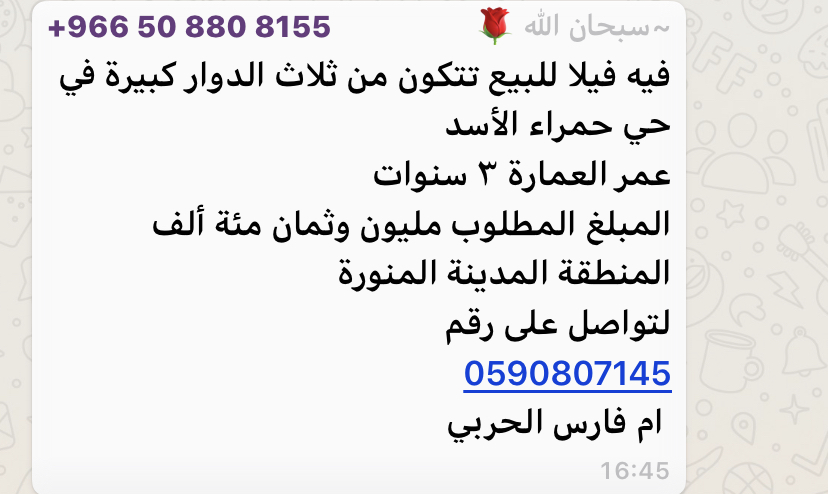 +966 50 880 8155 ~سبحان الله 🌹
فيه فيلا للبيع تتكون من ثلاث الدوار كبيرة في
حي حمراء الأسد
عمر العمارة ٣ سنوات
المبلغ المطلوب مليون وثمان مئة ألف
المنطقة المدينة المنورة
لتواصل على رقم
0590807145
ام فارس الحربي
16:45